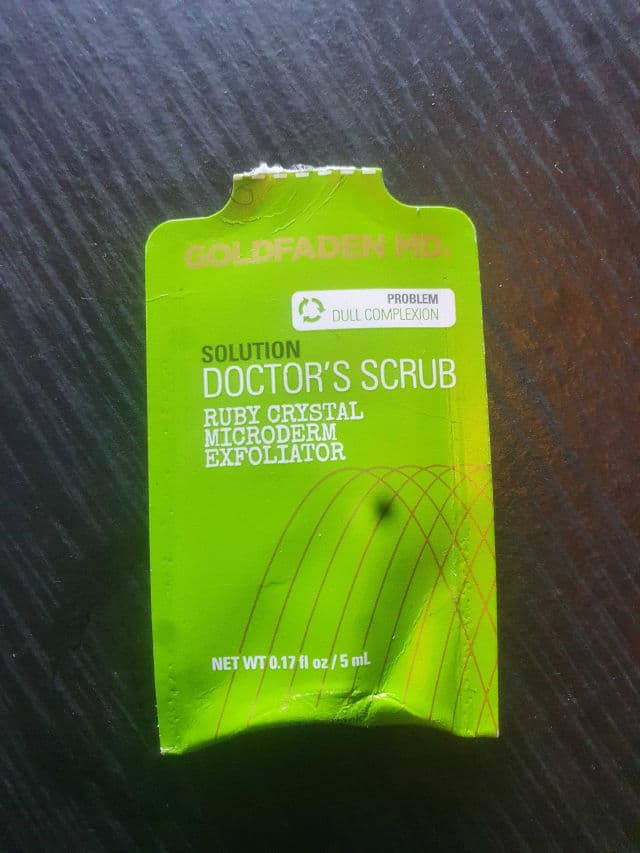 GOLDFADEN MD.
PROBLEM
DULL COMPLEXION
SOLUTION
DOCTOR'S SCRUB
RUBY CRYSTAL
MICRODERM
EXFOLIATOR
NET WT 0.17 fl oz / 5 mL